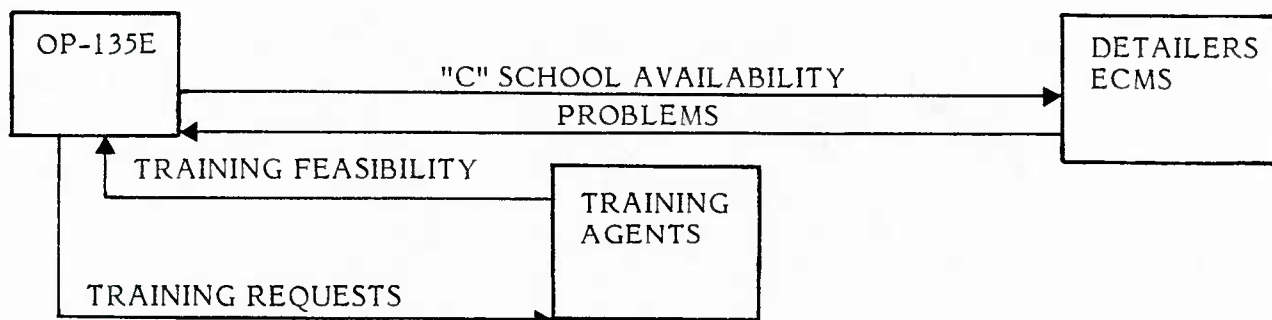 OP-135E
DETAILERS
ECMS
"C" SCHOOL AVAILABILITY
PROBLEMS
TRAINING FEASIBILITY
TRAINING
AGENTS
TRAINING REQUESTS